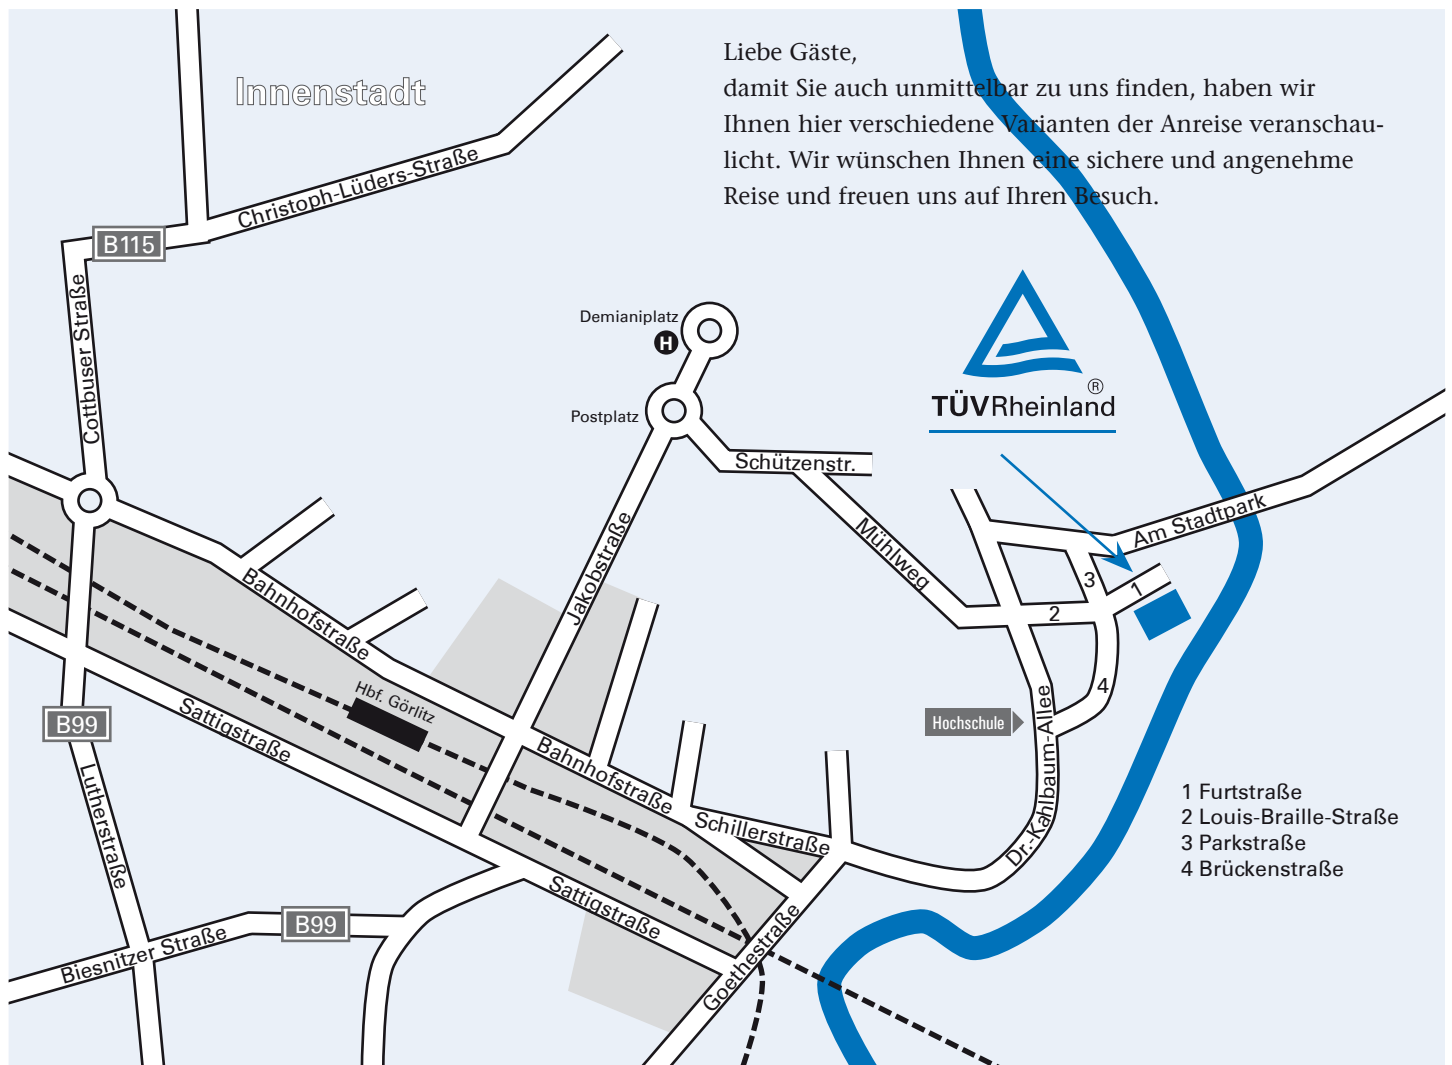 Liebe Gäste,
damit Sie auch unmittelbar zu uns finden, haben wir
Ihnen hier verschiedene Varianten der Anreise veranschau-
licht. Wir wünschen Ihnen eine sichere und angenehme
Reise und freuen uns auf Ihren Besuch.
Innenstadt
Christoph-Lüders-Straße
B115
Cottbuser Straße
Demianiplatz
H
Postplatz
TÜVRheinland
®
Schützenstr.
Mühlweg
Am Stadtpark
Jakobstraße
Bahnhofstraße
3
1
2
4
Hbf. Görlitz
Sattigstraße
B99
Hochschule
Dr.-Kahlbaum-Allee
Bahnhofstraße
Lutherstraße
Schillerstraße
1 Furtstraße
2 Louis-Braille-Straße
3 Parkstraße
4 Brückenstraße
Sattigstraße
B99
Biesnitzer Straße
Goethestraße